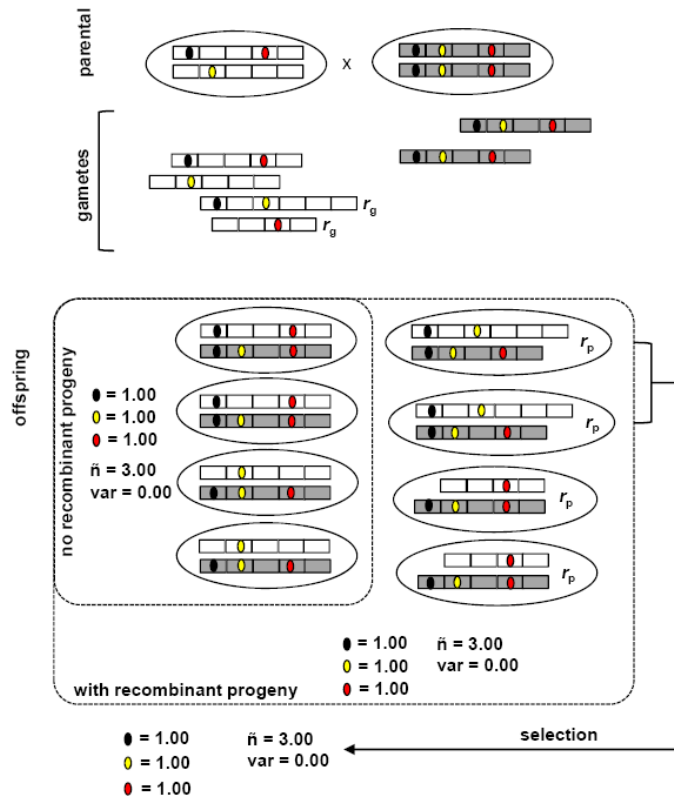 parental
X
gametes
r_g
r_g
offspring
no recombinant progeny
= 1.00
= 1.00
= 1.00
ñ = 3.00
var = 0.00
r_p
r_p
r_p
r_p
= 1.00
= 1.00
= 1.00
ñ = 3.00
var = 0.00
with recombinant progeny
= 1.00
= 1.00
= 1.00
ñ = 3.00
var = 0.00
selection